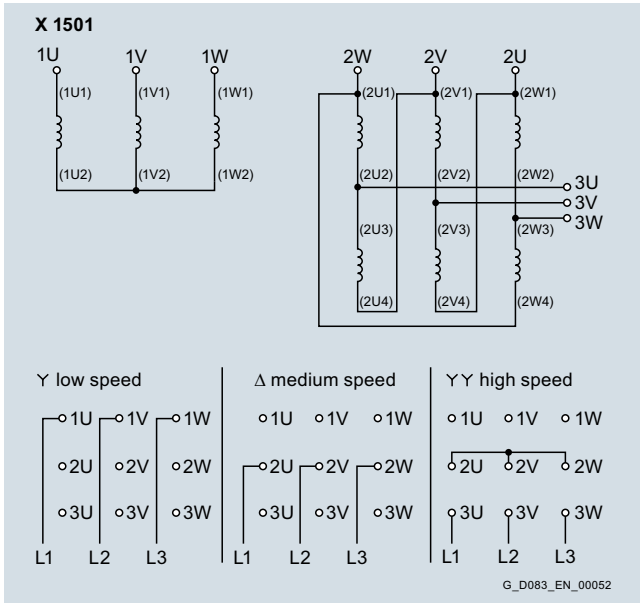 X 1501
1U 1V 1W 2W 2V 2U
(1U1) (1V1) (1W1) (2U1) (2V1) (2W1)
(1U2) (1V2) (1W2) (2U2) (2V2) (2W2)
3U
3V
3W
(2U3) (2V3) (2W3)
(2U4) (2V4) (2W4)
Y low speed Δ medium speed YY high speed
1U 1V 1W 1U 1V 1W 1U 1V 1W
2U 2V 2W 2U 2V 2W 2U 2V 2W
3U 3V 3W 3U 3V 3W 3U 3V 3W
L1 L2 L3 L1 L2 L3 L1 L2 L3
G_D083_EN_00052